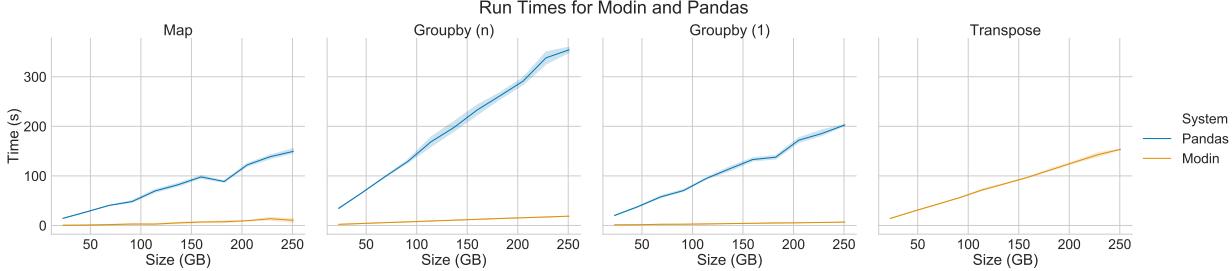 Run Times for Modin and Pandas
Map
Groupby (n)
Groupby (1)
Transpose
Time (s)
300
200
100
0
50 100 150 200 250
50 100 150 200 250
50 100 150 200 250
50 100 150 200 250
Size (GB)
Size (GB)
Size (GB)
Size (GB)
System
Pandas
Modin